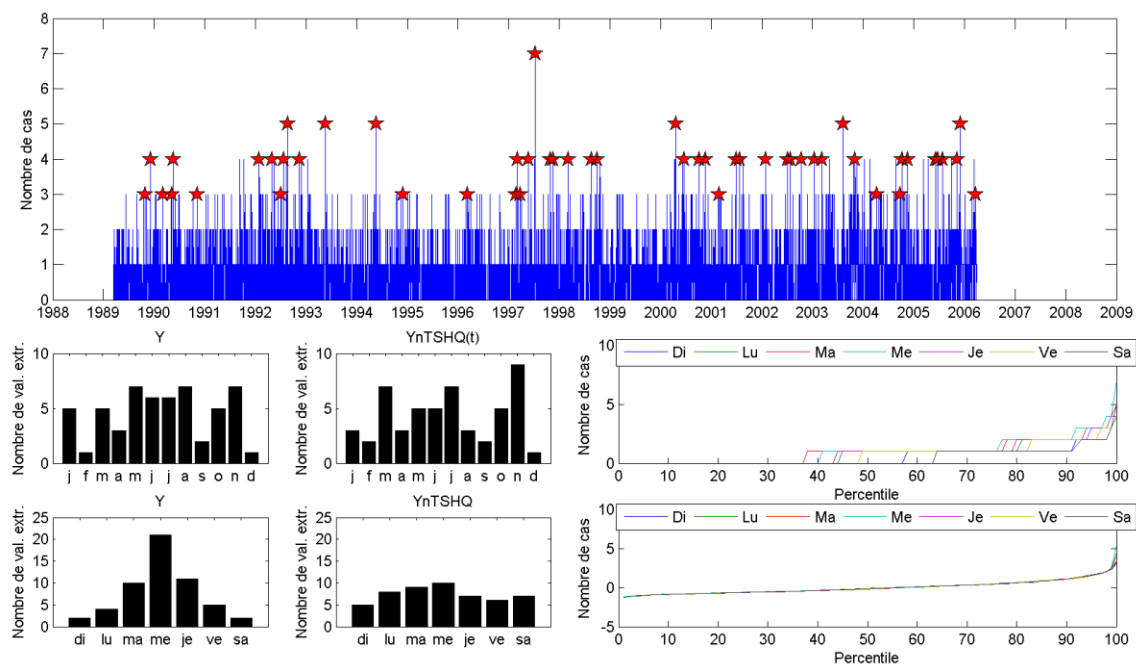 8
7
6
5
4
3
2
1
0
Nombre de cas
1988 1989 1990 1991 1992 1993 1994 1995 1996 1997 1998 1999 2000 2001 2002 2003 2004 2005 2006 2007 2008 2009
Y
10
5
0
Nombre de val. extr.
j f m a m j j a s o n d
YnTSHQ(t)
10
5
0
Nombre de val. extr.
j f m a m j j a s o n d
10
5
0
Nombre de cas
Di Lu Ma Me Je Ve Sa
0 10 20 30 40 50 60 70 80 90 100
Percentile
Y
25
20
15
10
5
0
Nombre de val. extr.
di lu ma me je ve sa
YnTSHQ
25
20
15
10
5
0
Nombre de val. extr.
di lu ma me je ve sa
10
5
0
-5
Nombre de cas
Di Lu Ma Me Je Ve Sa
0 10 20 30 40 50 60 70 80 90 100
Percentile